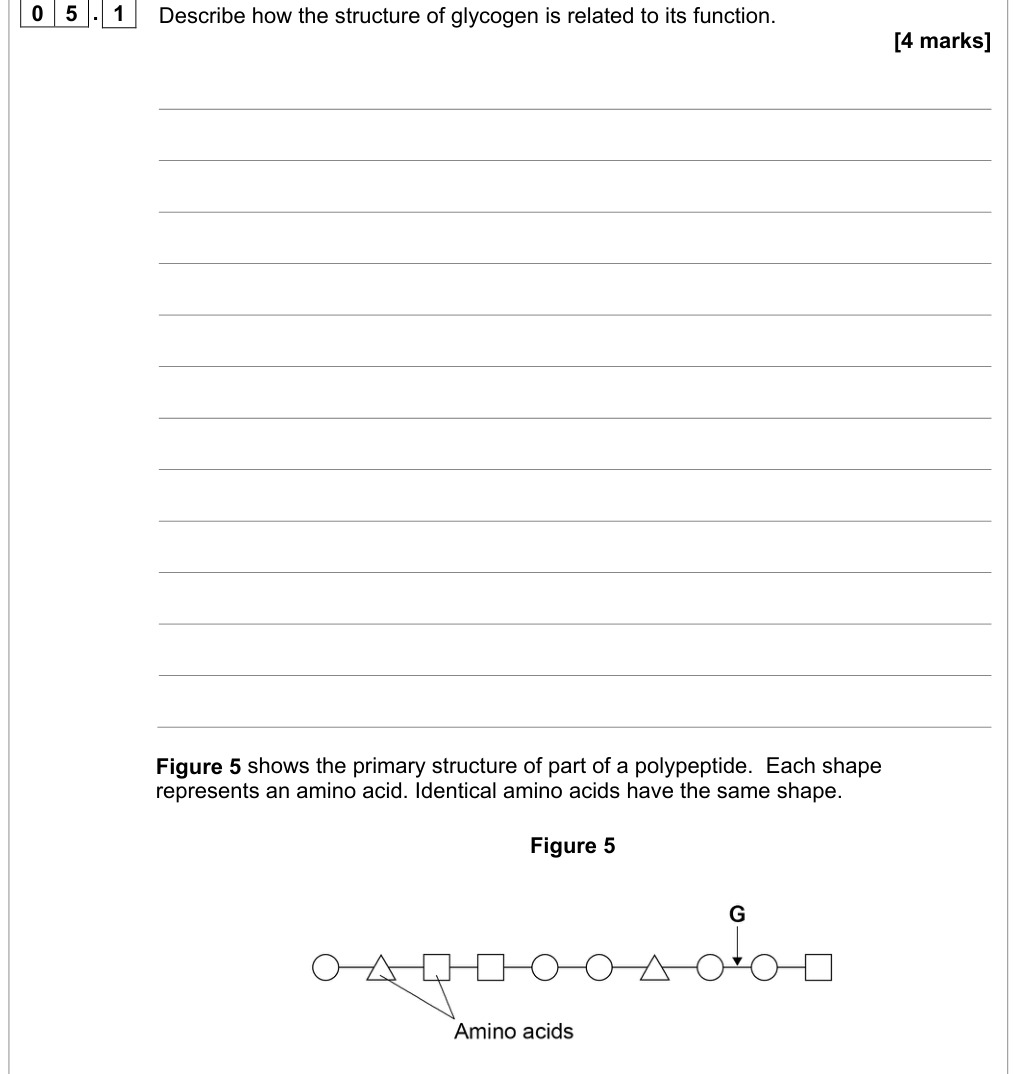 0 5 . 1 Describe how the structure of glycogen is related to its function.
[4 marks]
Figure 5 shows the primary structure of part of a polypeptide. Each shape
represents an amino acid. Identical amino acids have the same shape.
Figure 5
G
Amino acids